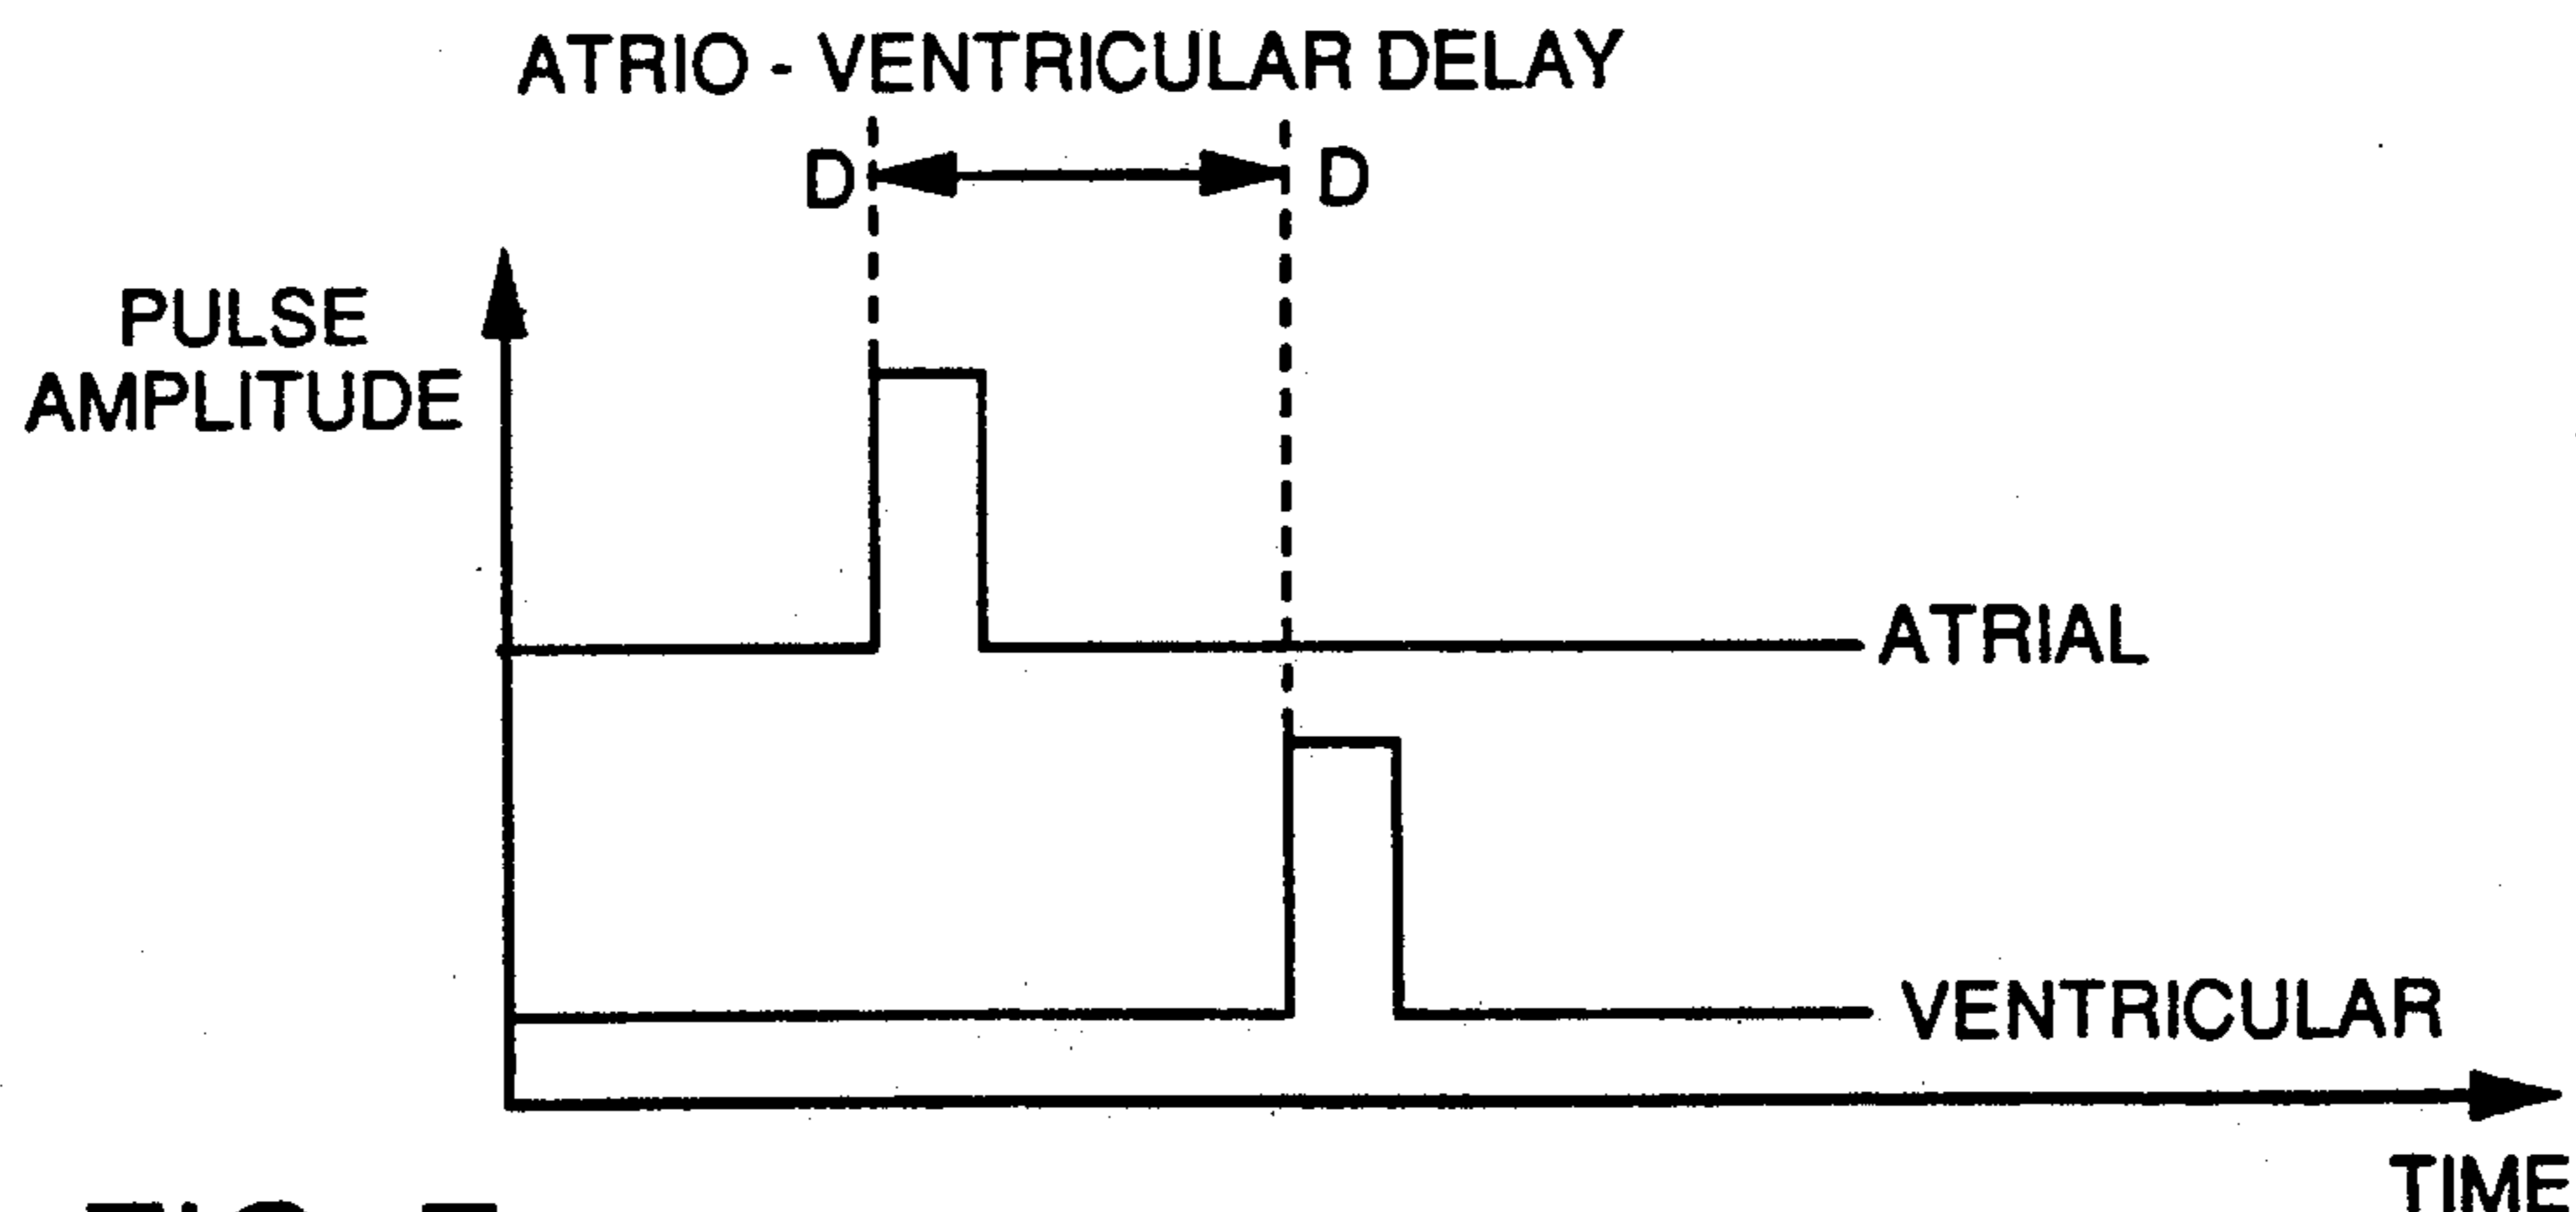 ATRIO - VENTRICULAR DELAY
D D
PULSE
AMPLITUDE
ATRIAL
VENTRICULAR
TIME